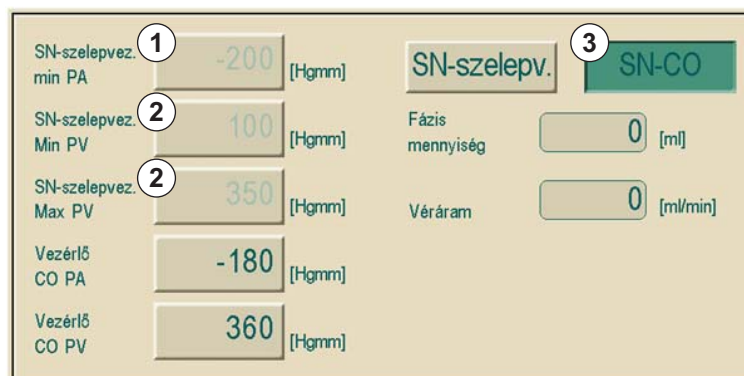 SN-szelepvez.
min PA
1
-200
[Hgmm]
SN-szelepvez.
Min PV
2
100
[Hgmm]
SN-szelepvez.
Max PV
2
350
[Hgmm]
Vezérlő
CO PA
-180
[Hgmm]
Vezérlő
CO PV
360
[Hgmm]
SN-szelepv.
3
SN-CO
Fázis
mennyiség
0
[ml]
Véráram
0
[ml/min]